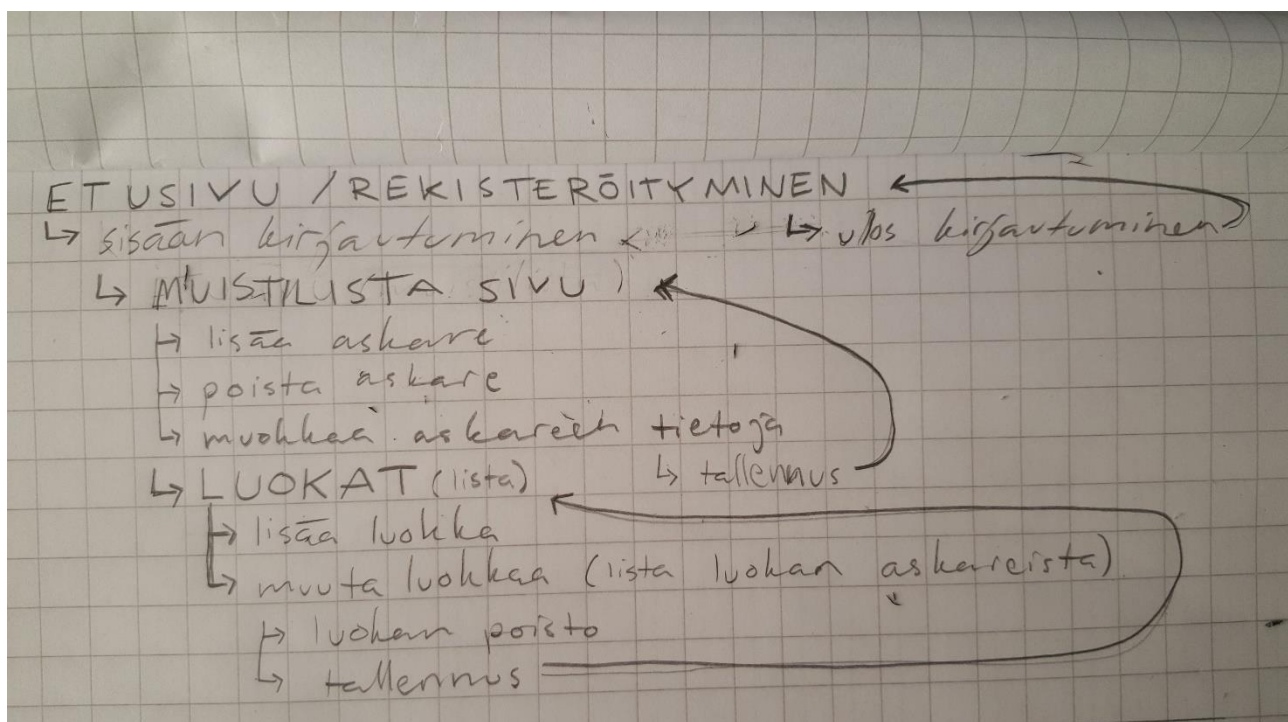 ETUSIVU / REKISTERÖITYMINEN
↳ sisään kirjautuminen ↳ ulos kirjautuminen
↳ MUISTILISTA SIVU
↳ lisää askare
↳ poista askare
↳ muokkaa askareen tietoja
↳ tallennus
↳ LUOKAT (lista)
↳ lisää luokka
↳ muuta luokkaa (lista luokan askareista)
↳ luokan poisto
↳ tallennus